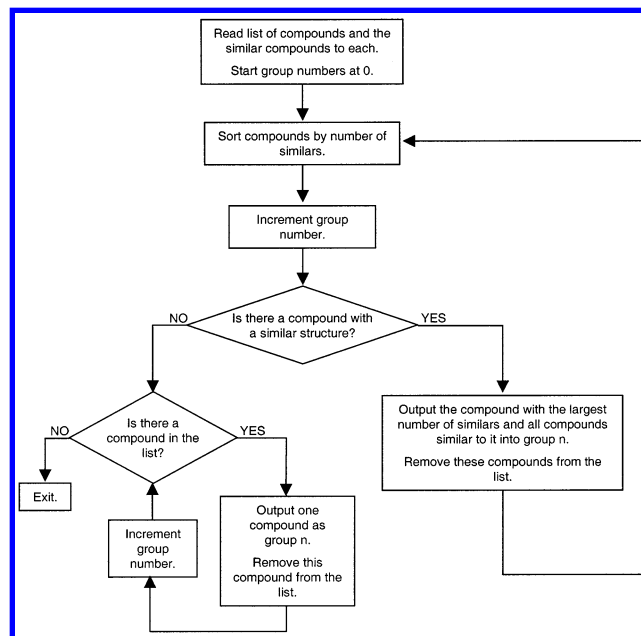 Read list of compounds and the
similar compounds to each.
Start group numbers at 0.
Sort compounds by number of
similars.
Increment group
number.
Is there a compound with
a similar structure?
NO
YES
Is there a
compound in the
list?
NO
YES
Exit.
Increment
group
number.
Output one
compound as
group n.
Remove this
compound from the
list.
Output the compound with the largest
number of similars and all compounds
similar to it into group n.
Remove these compounds from the
list.